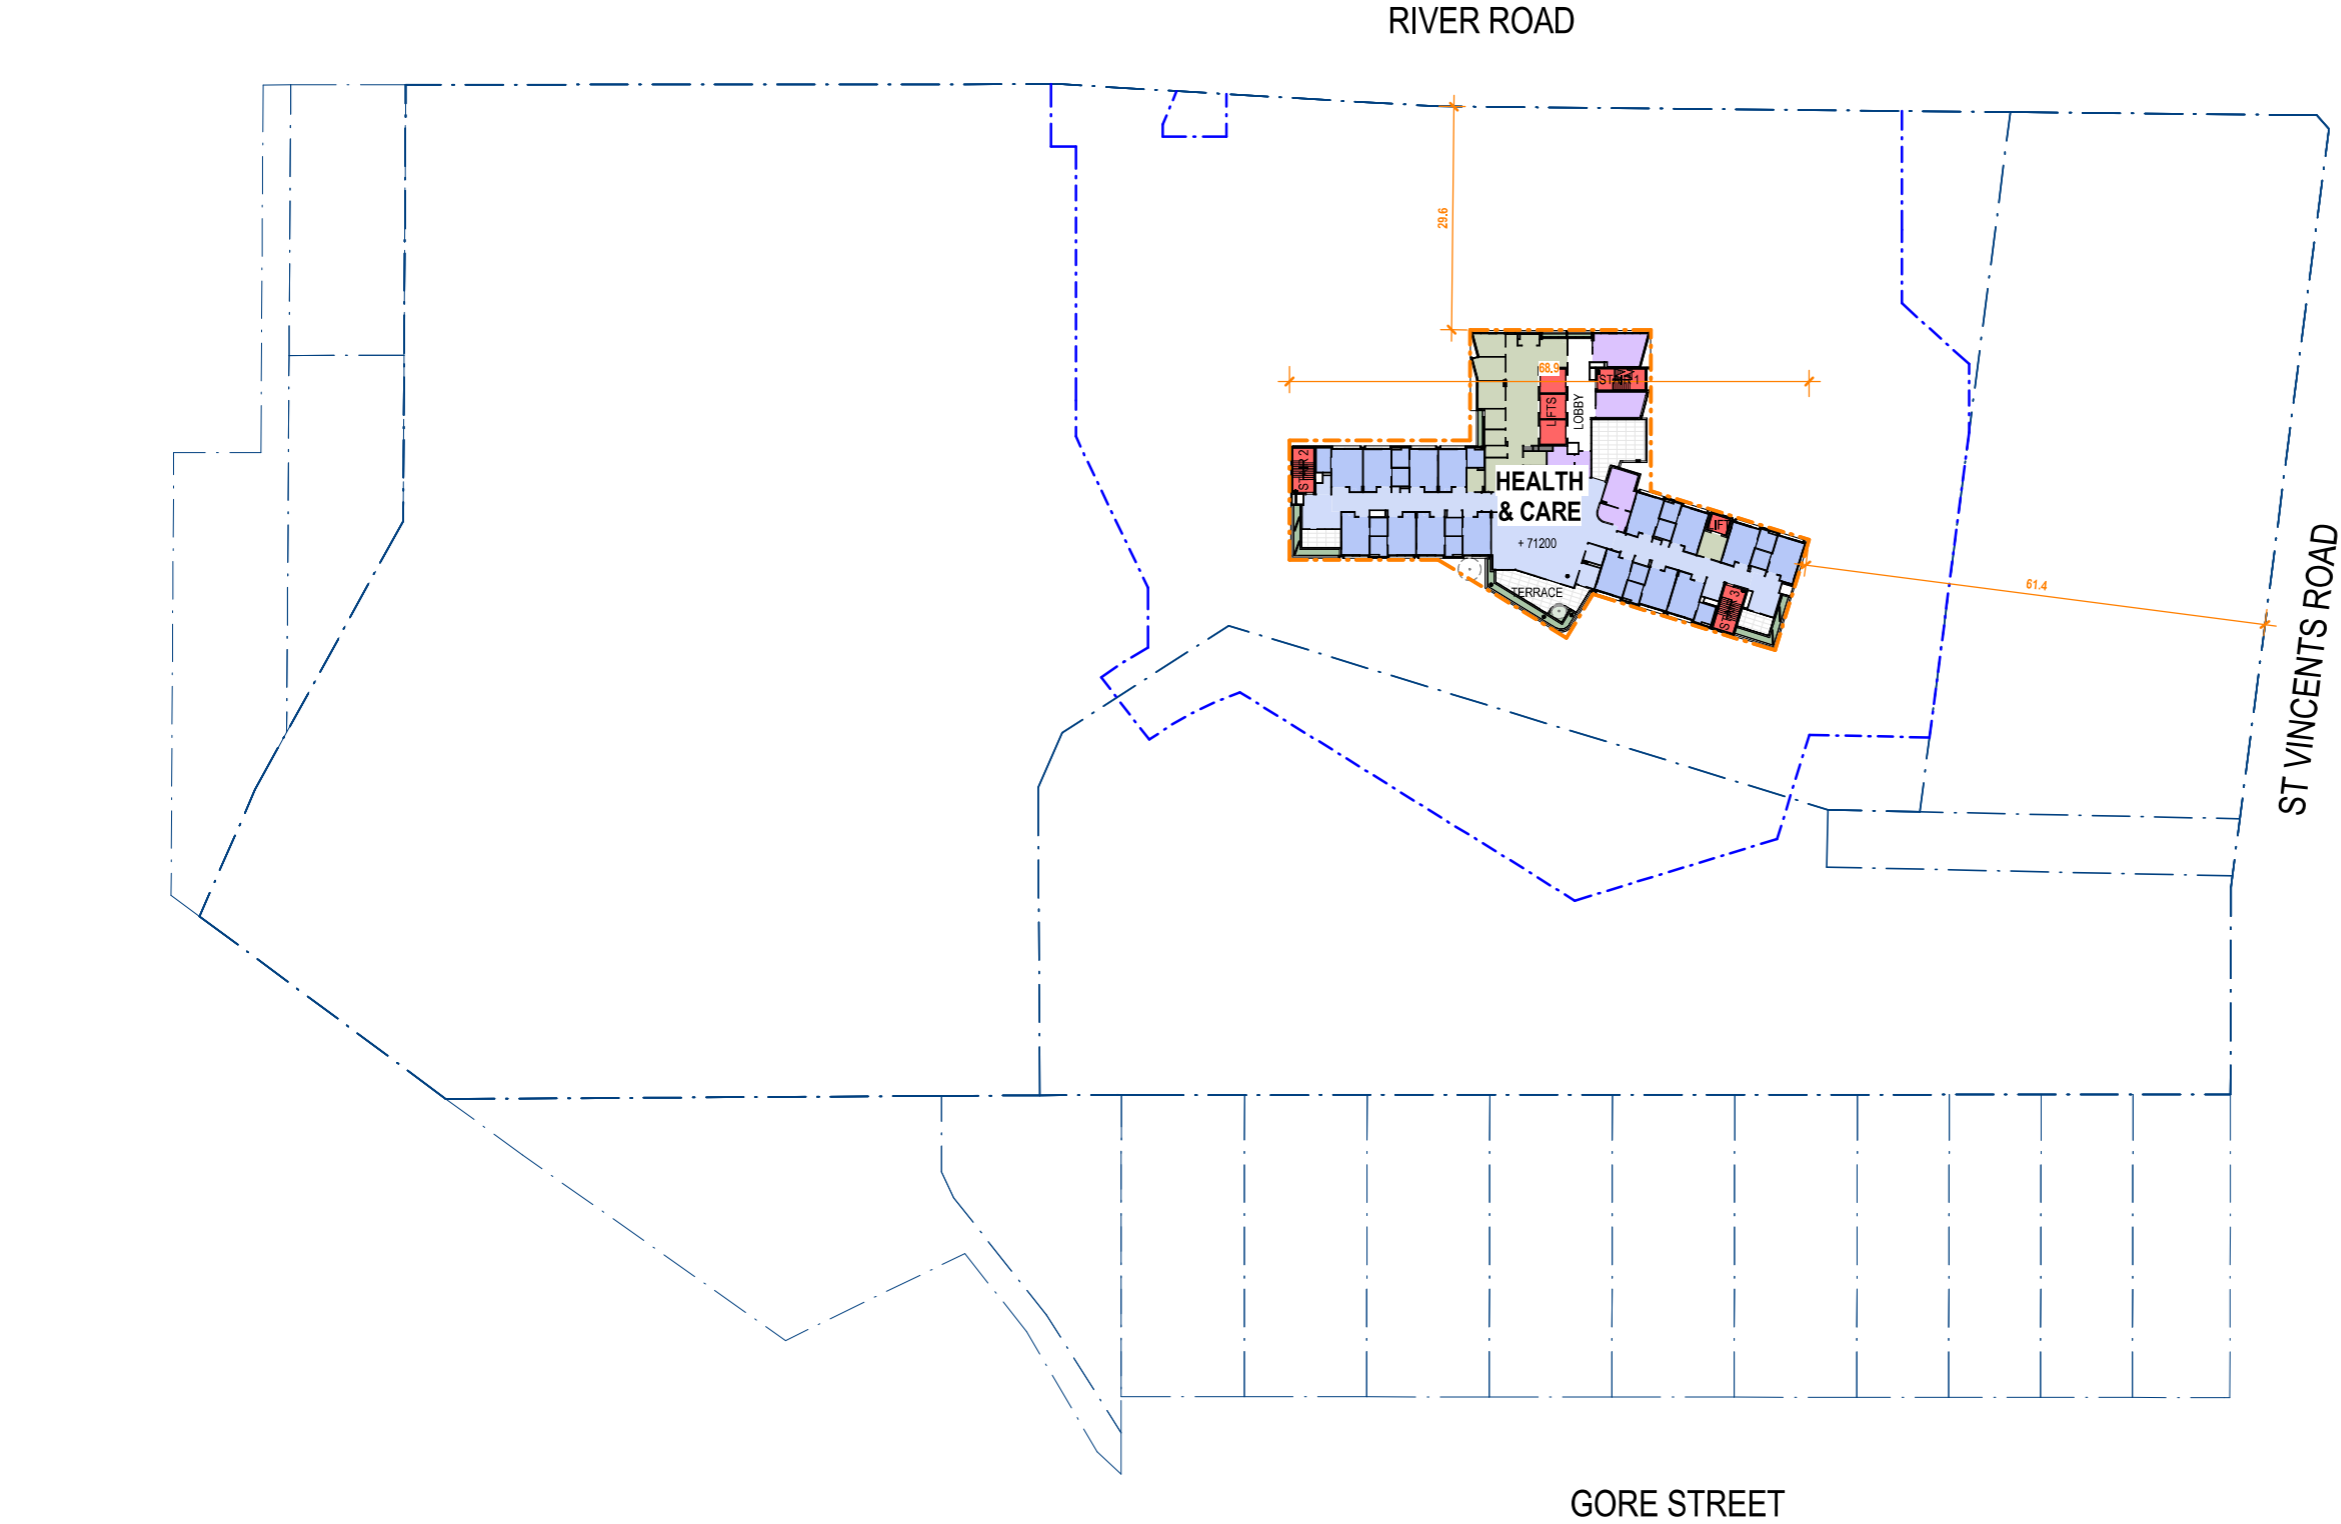 RIVER ROAD
29.6
68.9
STAIR 1
LIFTS
LOBBY
STAIR 2
HEALTH
& CARE
LIFT
+ 71200
TERRACE
STAIR 3
61.4
ST VINCENTS ROAD
GORE STREET